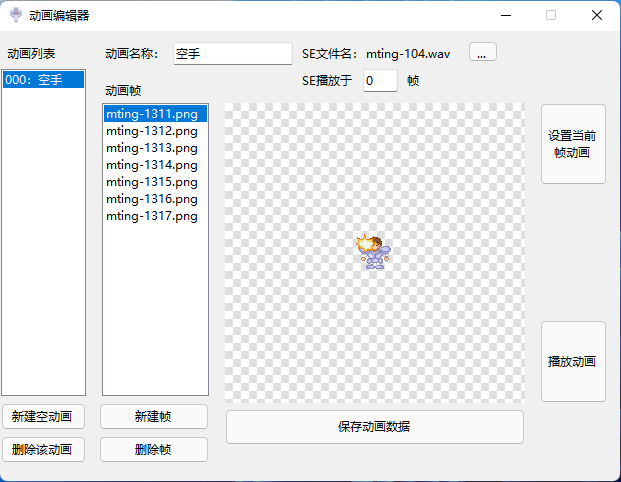 动画编辑器
动画列表
动画名称： 空手
SE文件名： mting-104.wav ...
SE播放于 0 帧
000：空手
动画帧
mting-1311.png
mting-1312.png
mting-1313.png
mting-1314.png
mting-1315.png
mting-1316.png
mting-1317.png
设置当前
帧动画
播放动画
新建空动画
新建帧
保存动画数据
删除该动画
删除帧